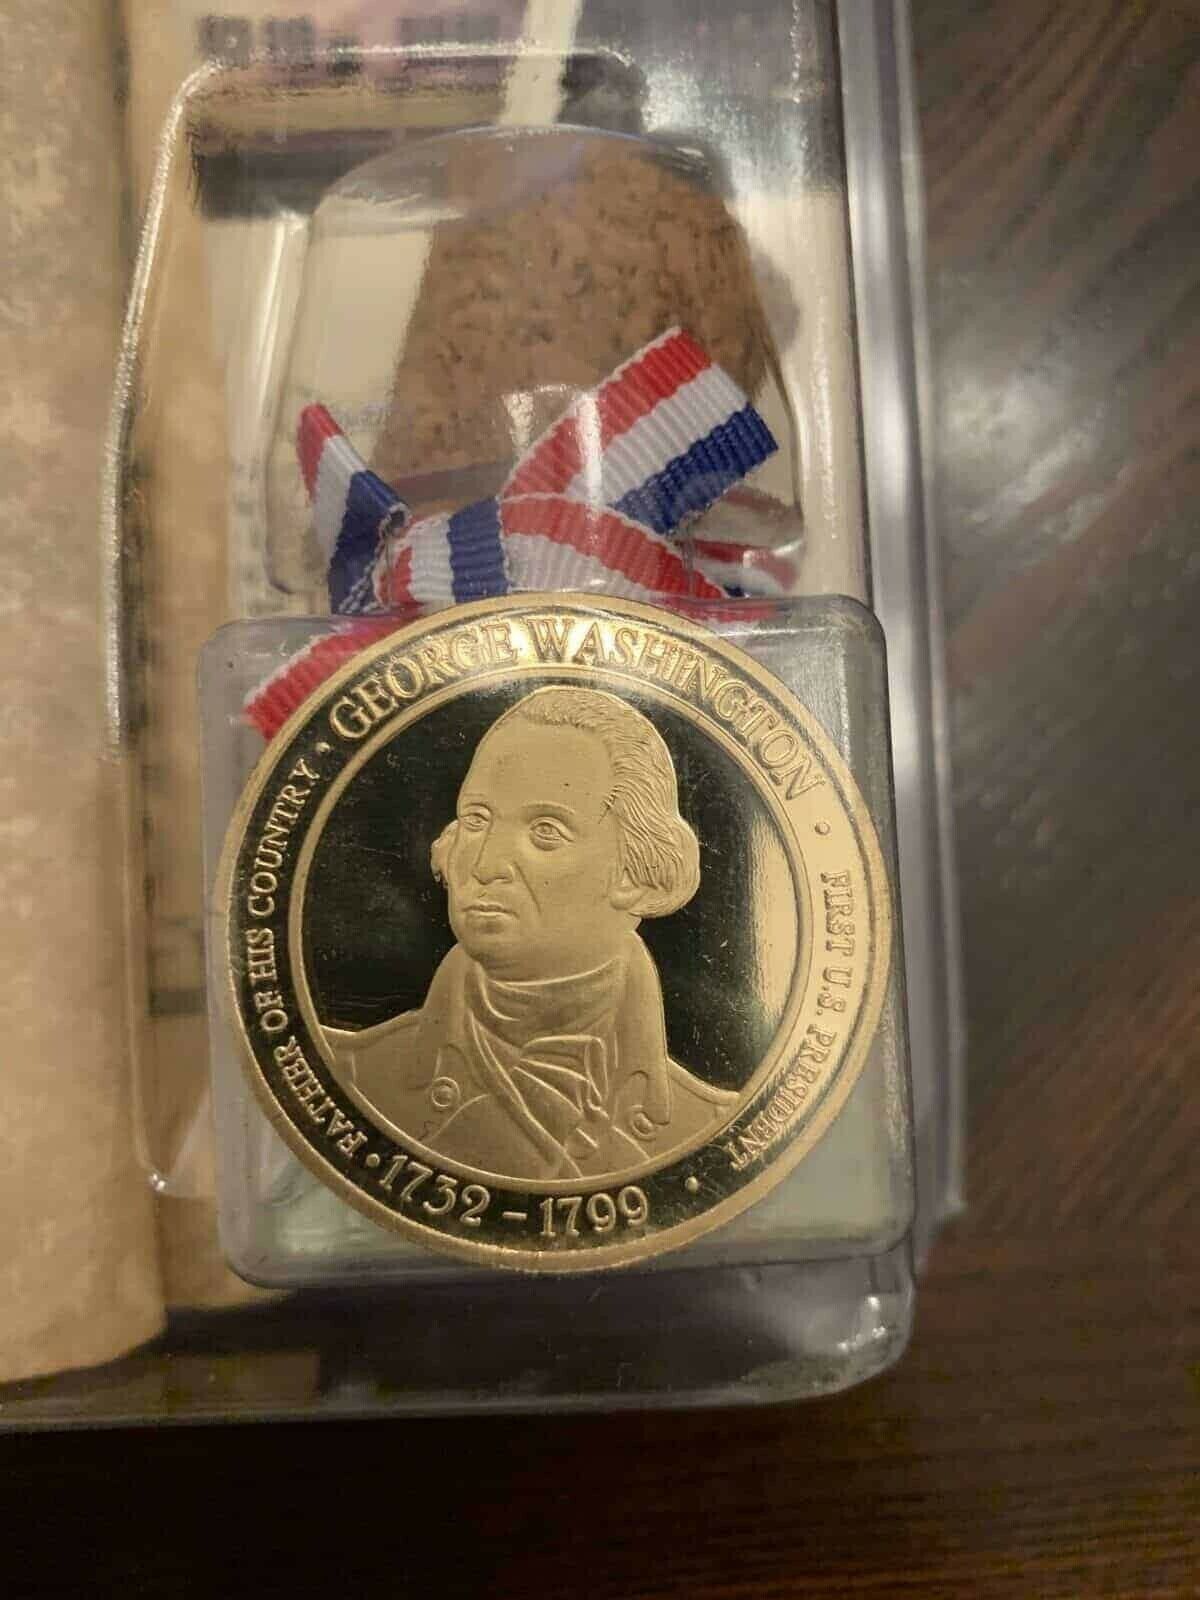 GEORGE WASHINGTON •
FIRST U.S. PRESIDENT •
1732 - 1799 •
FATHER OF HIS COUNTRY •